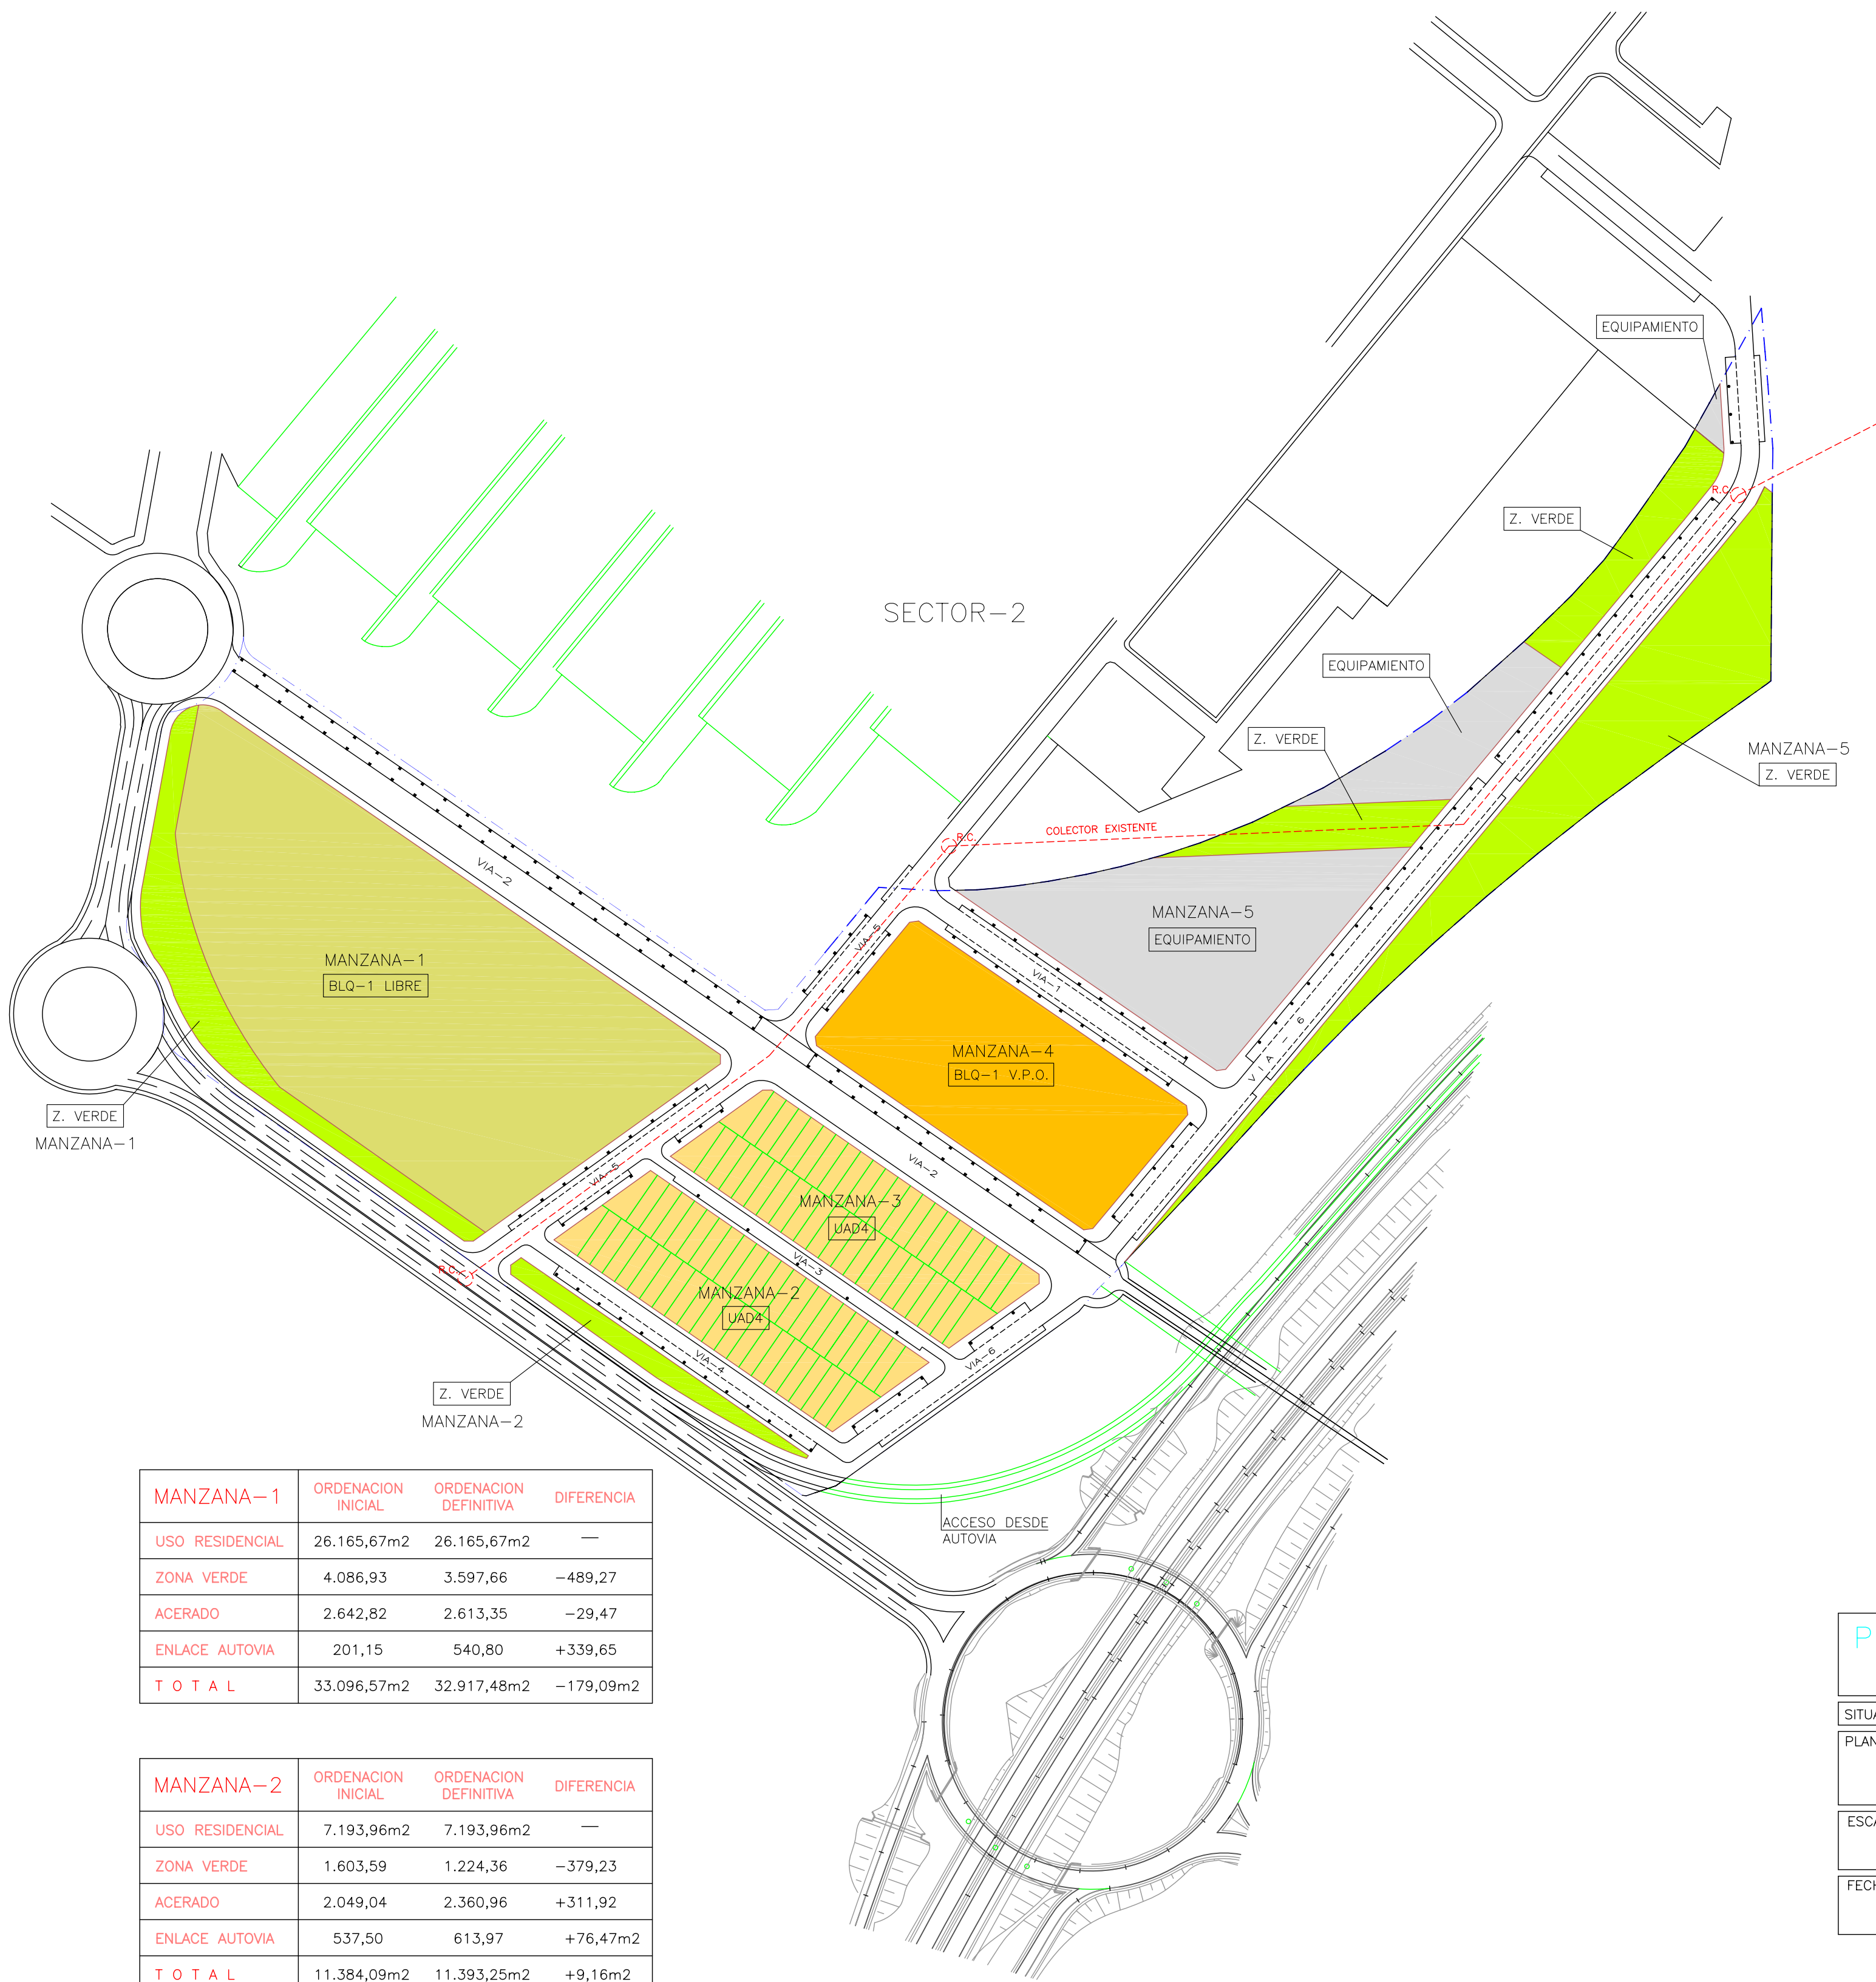 EQUIPAMIENTO
R.C.
Z. VERDE
SECTOR-2
EQUIPAMIENTO
Z. VERDE
MANZANA-5
Z. VERDE
COLECTOR EXISTENTE
R.C.
VIA-2
MANZANA-5
EQUIPAMIENTO
VIA-5
MANZANA-1
BLQ-1 LIBRE
VIA-1
VIA-6
MANZANA-4
BLQ-1 V.P.O.
Z. VERDE
MANZANA-1
VIA-5
VIA-2
MANZANA-3
UAD4
VIA-3
R.C.
MANZANA-2
UAD4
VIA-4
VIA-6
Z. VERDE
MANZANA-2
ACCESO DESDE
AUTOVIA
MANZANA-1 ORDENACION INICIAL ORDENACION DEFINITIVA DIFERENCIA
USO RESIDENCIAL 26.165,67m2 26.165,67m2 —
ZONA VERDE 4.086,93 3.597,66 -489,27
ACERADO 2.642,82 2.613,35 -29,47
ENLACE AUTOVIA 201,15 540,80 +339,65
T O T A L 33.096,57m2 32.917,48m2 -179,09m2
MANZANA-2 ORDENACION INICIAL ORDENACION DEFINITIVA DIFERENCIA
USO RESIDENCIAL 7.193,96m2 7.193,96m2 —
ZONA VERDE 1.603,59 1.224,36 -379,23
ACERADO 2.049,04 2.360,96 +311,92
ENLACE AUTOVIA 537,50 613,97 +76,47m2
T O T A L 11.384,09m2 11.393,25m2 +9,16m2
P
SITUA
PLAN
ESCA
FECH